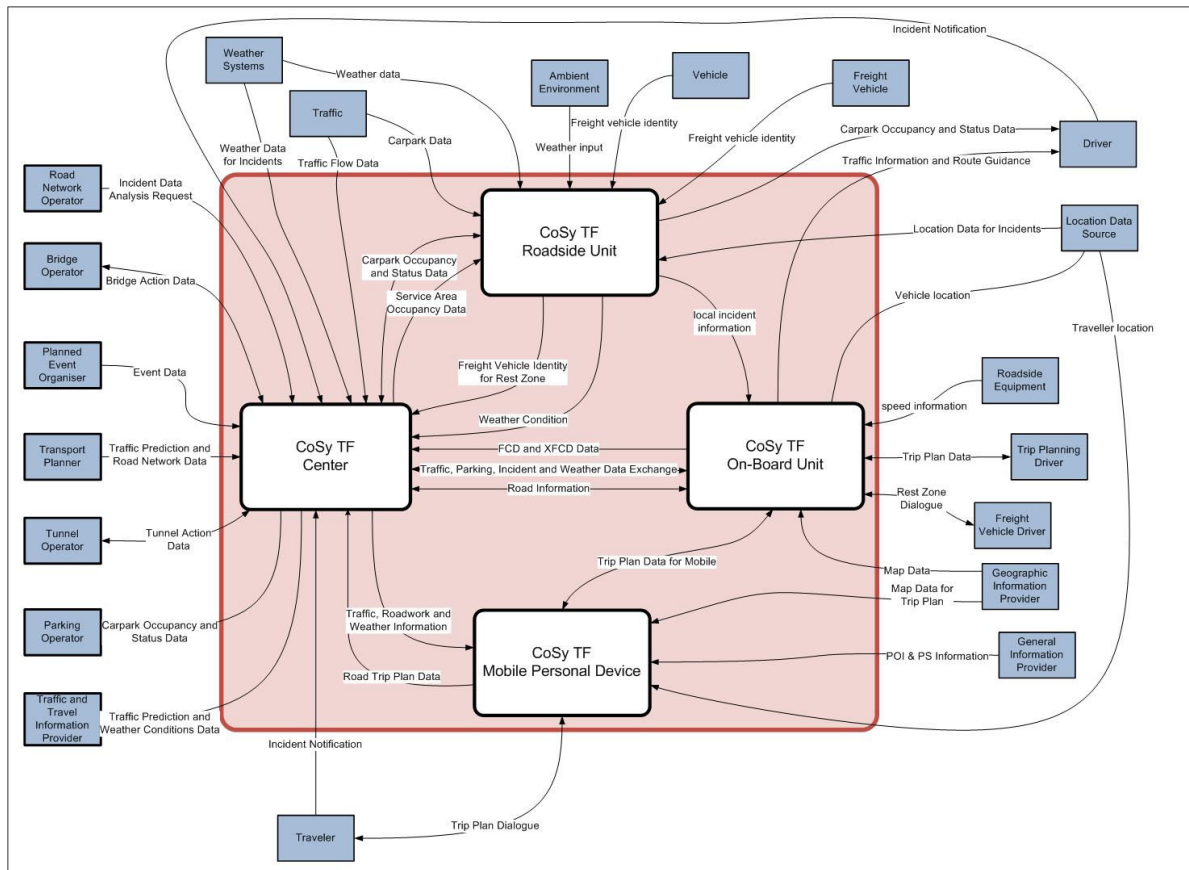 Incident Notification
Weather
Systems
Weather data
Ambient
Environment
Vehicle
Freight
Vehicle
Traffic
Carpark Data
Freight vehicle identity
Freight vehicle identity
Carpark Occupancy and Status Data
Driver
Weather Data
for Incidents
Weather input
Traffic Flow Data
Traffic Information and Route Guidance
Road
Network
Operator
Incident Data
Analysis Request
CoSy TF
Roadside Unit
Location Data for Incidents
Location Data
Source
Bridge
Operator
Bridge Action Data
Carpark Occupancy
and Status Data
Service Area
Occupancy Data
Vehicle location
local incident
information
Traveller location
Planned
Event
Organiser
Event Data
Freight Vehicle Identity
for Rest Zone
Roadside
Equipment
speed information
Weather Condition
Transport
Planner
Traffic Prediction and
Road Network Data
CoSy TF
Center
FCD and XFCD Data
Traffic, Parking, Incident and Weather Data Exchange
Road Information
CoSy TF
On-Board Unit
Trip Plan Data
Trip Planning
Driver
Rest Zone
Dialogue
Freight
Vehicle Driver
Tunnel
Operator
Tunnel Action
Data
Trip Plan Data for Mobile
Map Data
Geographic
Information
Provider
Map Data for
Trip Plan
Parking
Operator
Carpark Occupancy and
Status Data
Traffic, Roadwork and
Weather Information
CoSy TF
Mobile Personal Device
POI & PS Information
General
Information
Provider
Road Trip Plan Data
Traffic and
Travel
Information
Provider
Traffic Prediction and
Weather Conditions Data
Incident Notification
Traveler
Trip Plan Dialogue